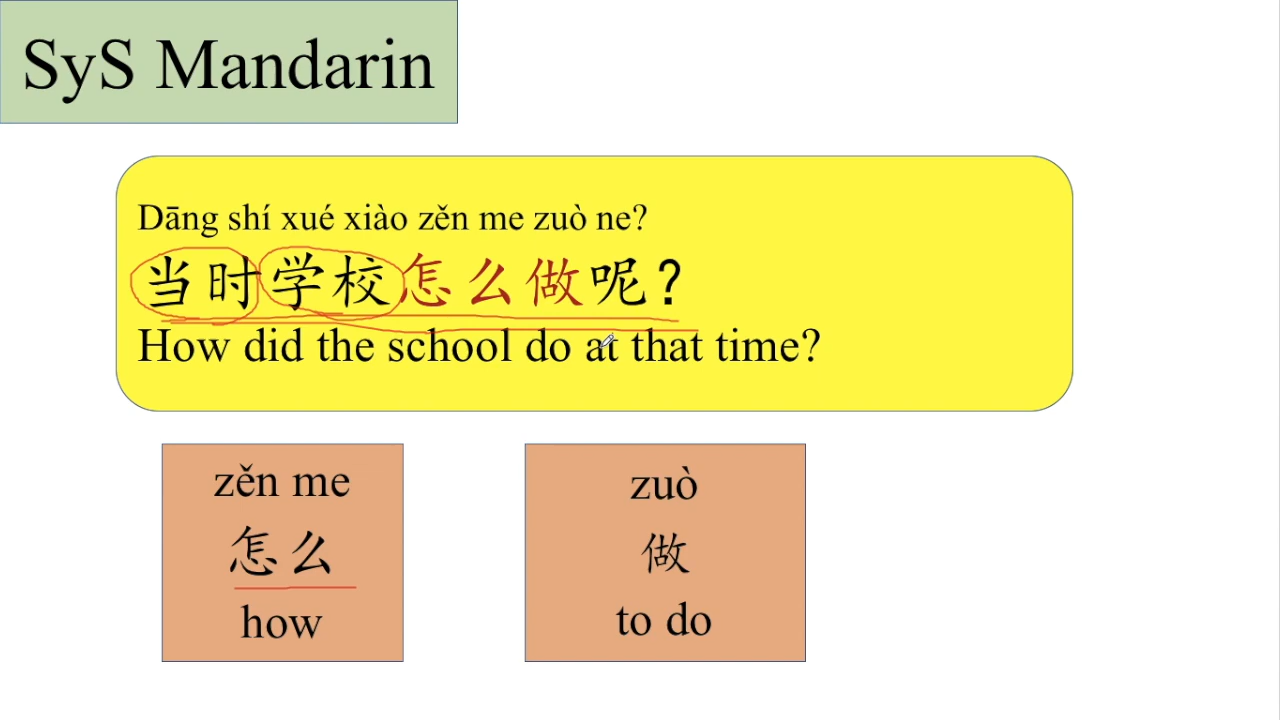 SyS Mandarin
Dāng shí xué xiào zěn me zuò ne?
当时学校怎么做呢？
How did the school do at that time?
zěn me
怎么
how
zuò
做
to do